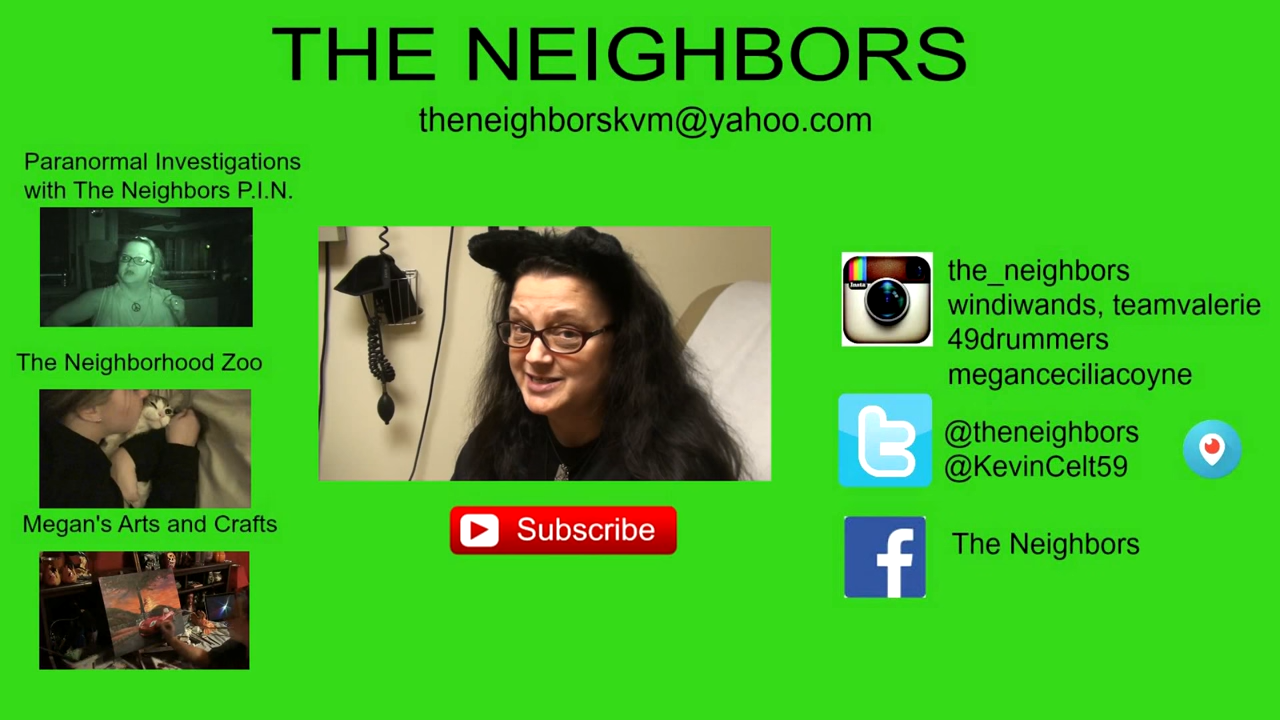 THE NEIGHBORS
theneighborskvm@yahoo.com
Paranormal Investigations
with The Neighbors P.I.N.
The Neighborhood Zoo
Megan's Arts and Crafts
Subscribe
Insta
the_neighbors
windiwands, teamvalerie
49drummers
meganceciliacoyne
@theneighbors
@KevinCelt59
The Neighbors